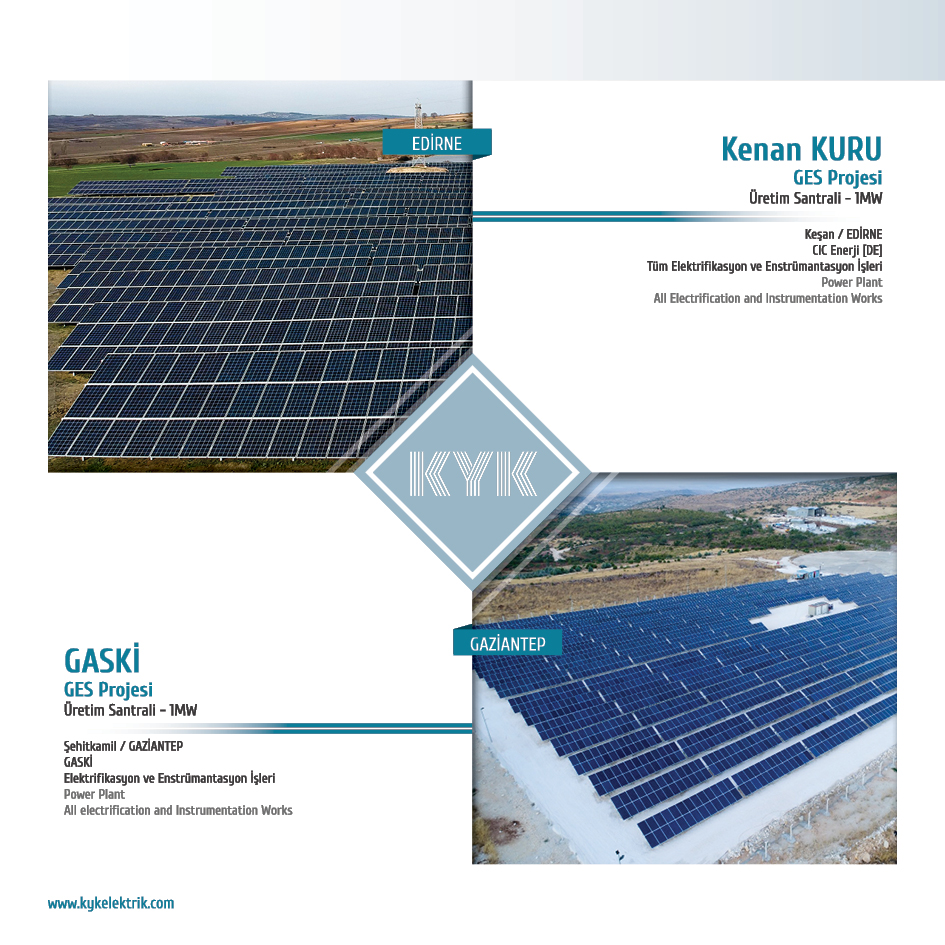 EDİRNE
Kenan KURU
GES Projesi
Üretim Santrali - 1MW
Keşan / EDİRNE
CIC Enerji [DE]
Tüm Elektrifikasyon ve Enstrümantasyon İşleri
Power Plant
All Electrification and Instrumentation Works
KYK
GAZİANTEP
GASKİ
GES Projesi
Üretim Santrali - 1MW
Şehitkamil / GAZİANTEP
GASKİ
Elektrifikasyon ve Enstrümantasyon İşleri
Power Plant
All electrification and Instrumentation Works
www.kykelektrik.com